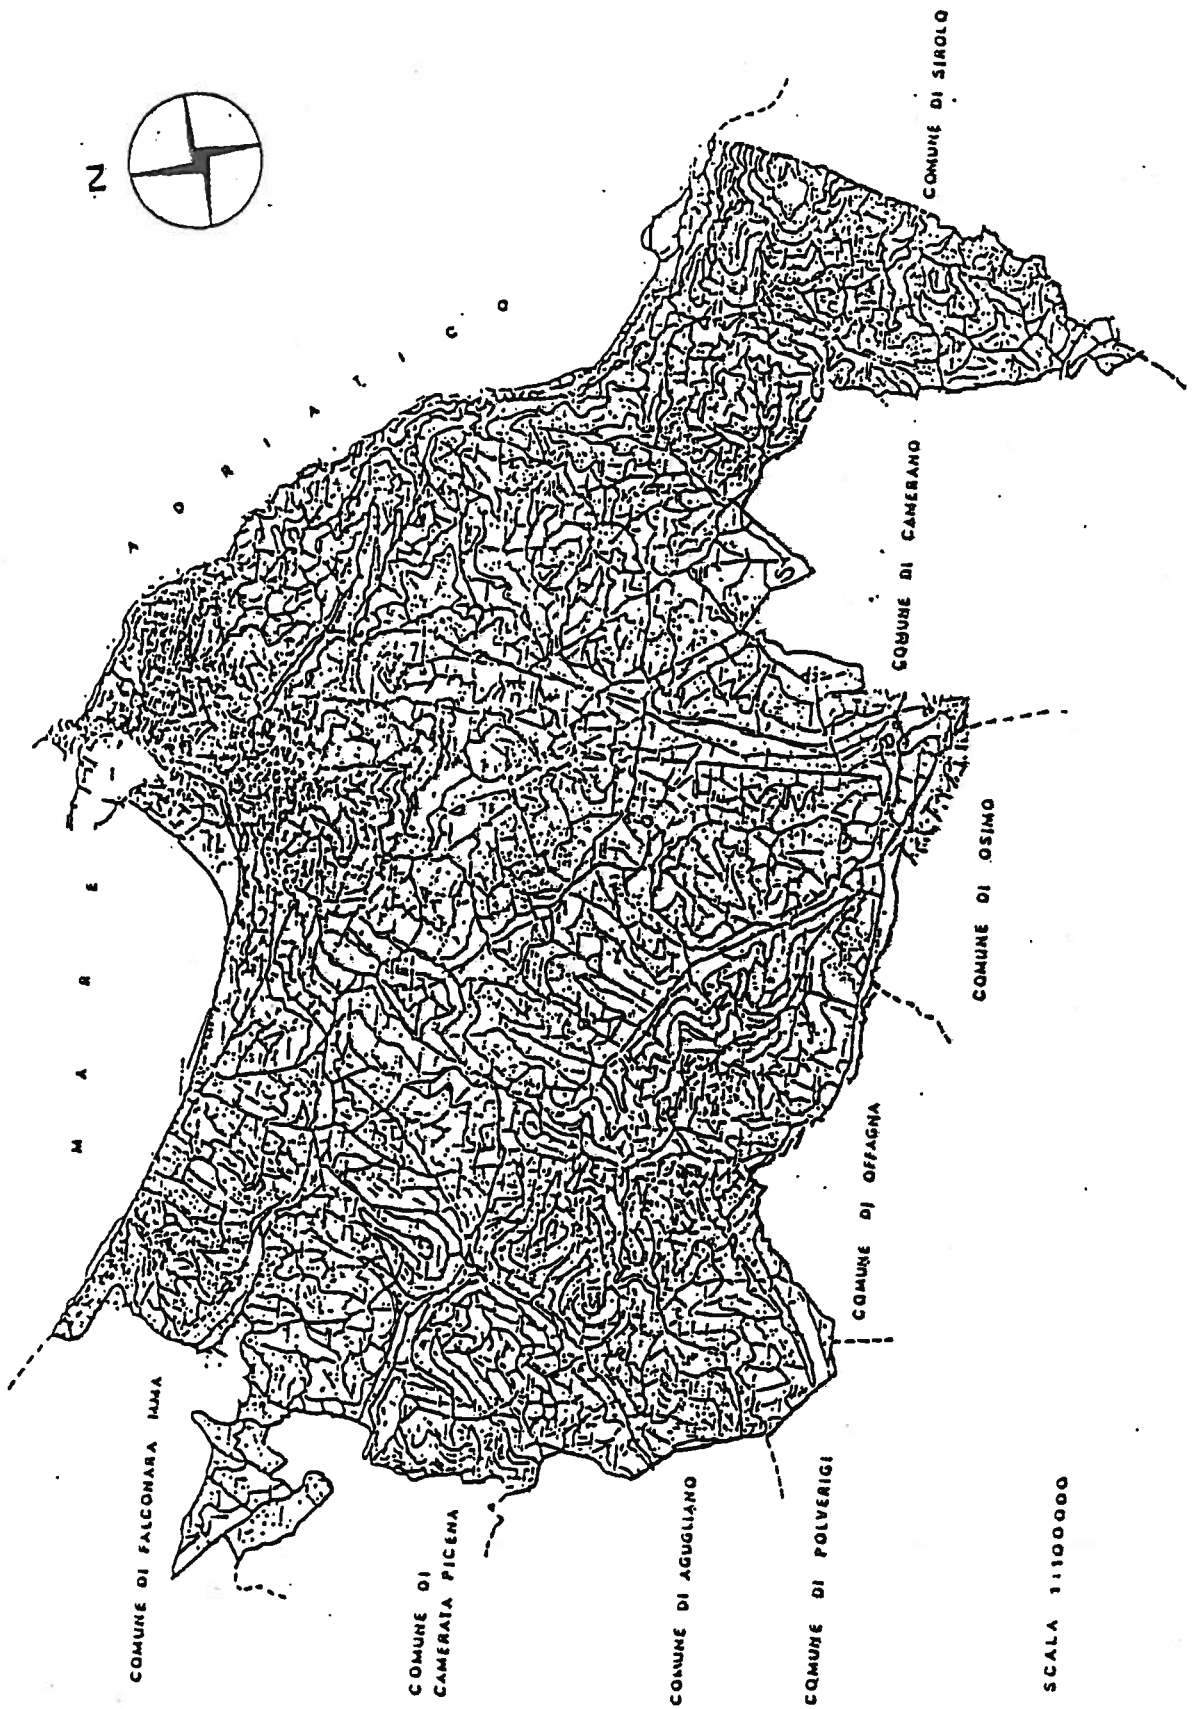 N
MARE
ADRIATICO
COMUNE DI SIROLO
COMUNE DI CAMERANO
COMUNE DI OSIMO
COMUNE DI OFFAGNA
COMUNE DI POLVERIGI
COMUNE DI AGUGLIANO
COMUNE DI
CAMERATA PICENA
COMUNE DI FALCONARA MMA
SCALA 1:100000